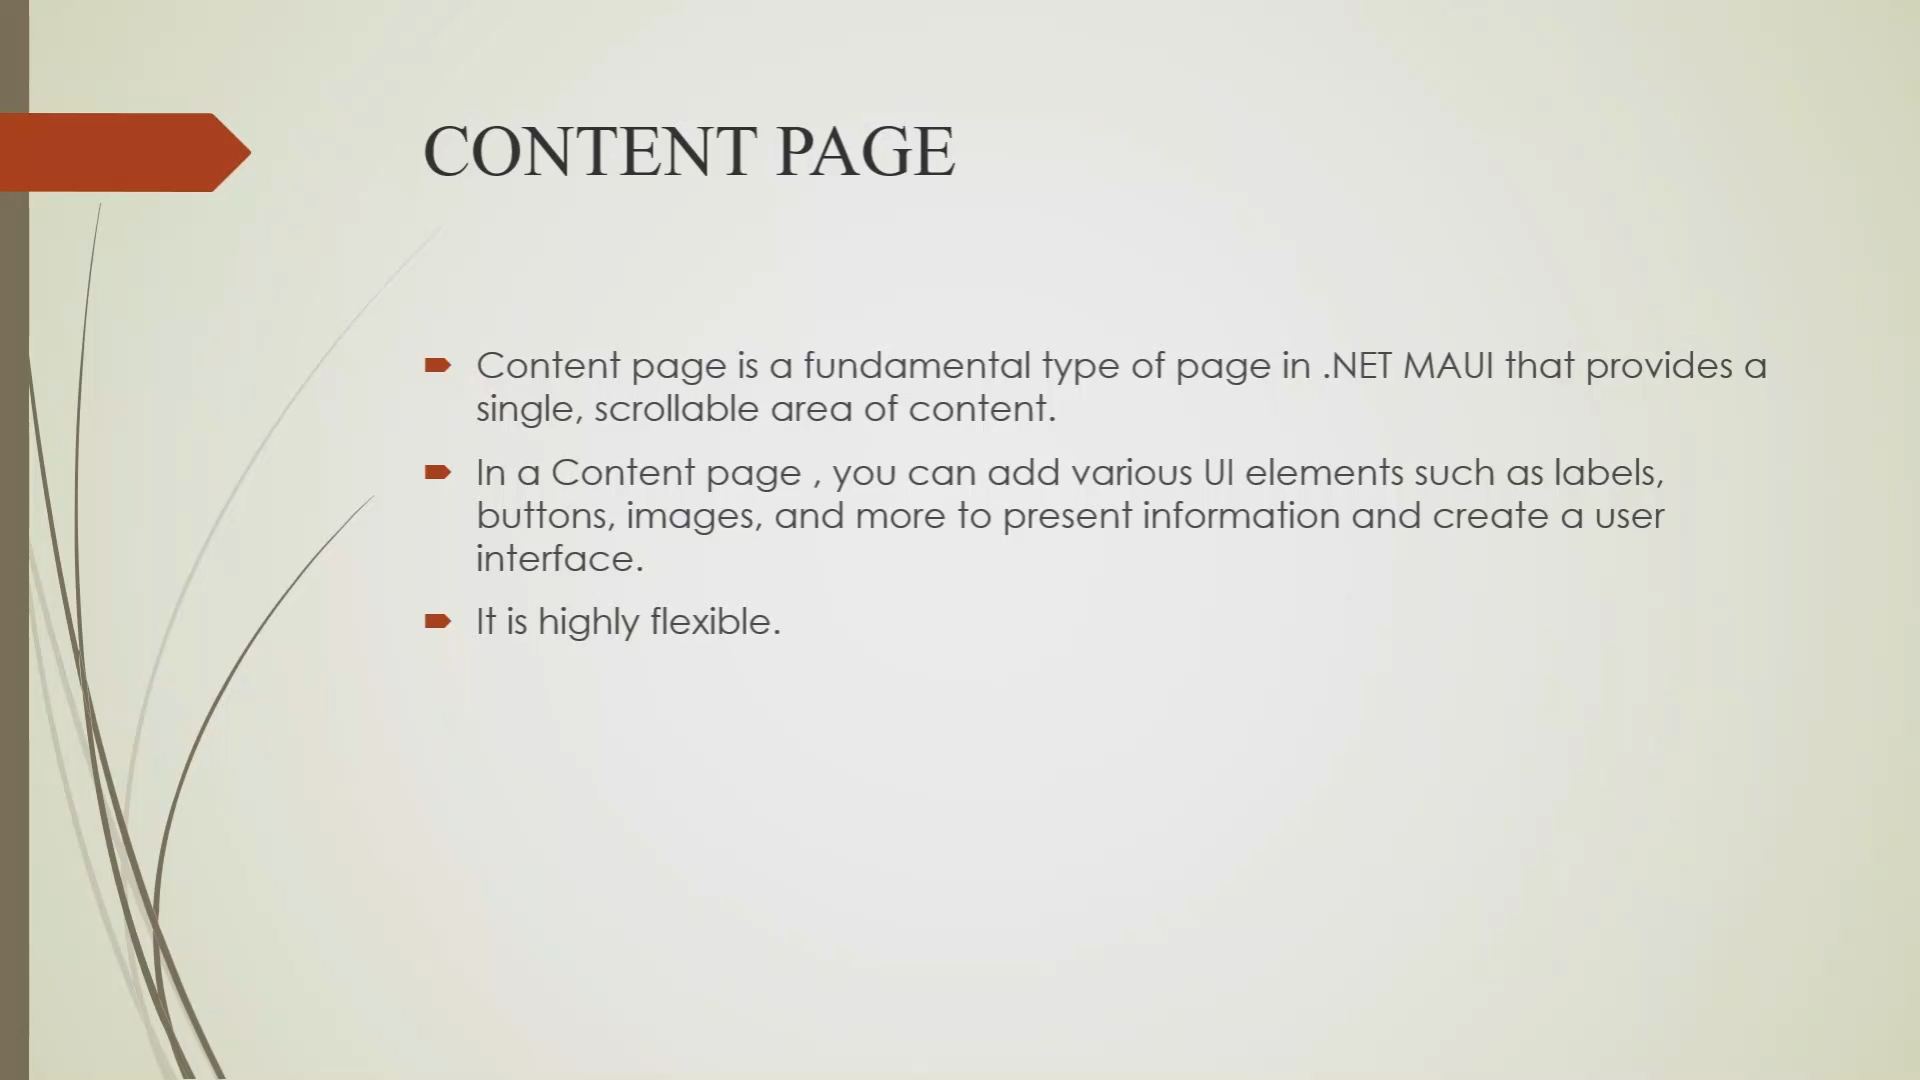 CONTENT PAGE
Content page is a fundamental type of page in .NET MAUI that provides a
single, scrollable area of content.
In a Content page , you can add various UI elements such as labels,
buttons, images, and more to present information and create a user
interface.
It is highly flexible.